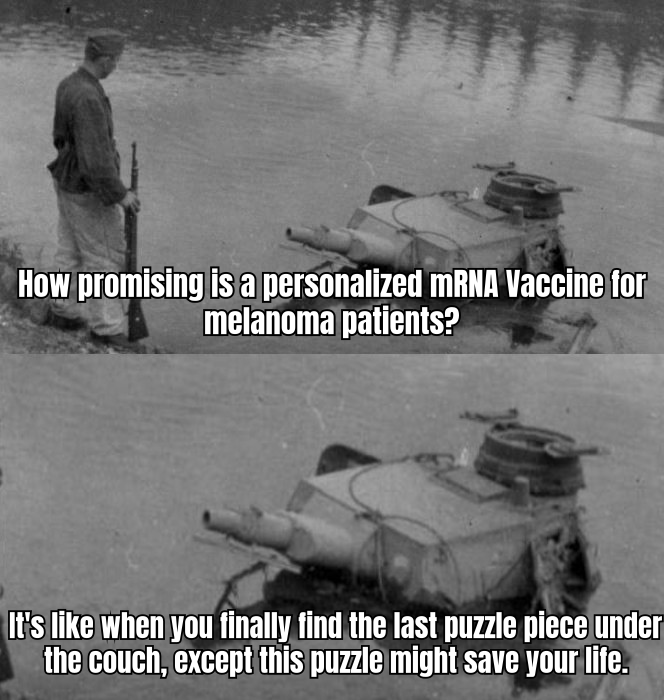 How promising is a personalized mRNA Vaccine for
melanoma patients?
It's like when you finally find the last puzzle piece under
the couch, except this puzzle might save your life.